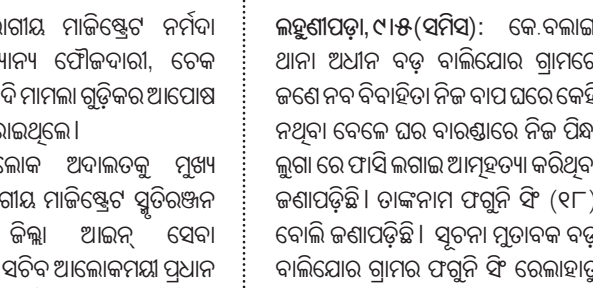 ମାଜିଷ୍ଟ୍ରେଟ ନର୍ମଦା
ଫୌଜଦାରୀ, ଚେକ
ମାମଲା ଗୁଡ଼ିକର ଆପୋଷ
ଲୋକ ଅଦାଲତକୁ ମୁଖ୍ୟ
ମାଜିଷ୍ଟ୍ରେଟ ସ୍ମୃତିରଞ୍ଜନ
ଜିଲ୍ଲା ଆଇନ୍ ସେବା
ସଚିବ ଆଲୋକମୟୀ ପ୍ରଧାନ
ଲହୁଣୀପଡ଼ା, ୯।୫(ସମିସ): କେ.ବଲାଇ
ଥାନା ଅଧୀନ ବଡ଼ ବାଲିଯୋର ଗ୍ରାମରେ
ଜଣେ ନବ ବିବାହିତା ନିଜ ବାପ ଘରେ କେହି
ନଥିବା ବେଳେ ଘର ବାରଣ୍ଡାରେ ନିଜ ପିନ୍ଧା
ଲୁଗା ରେ ଫାସି ଲଗାଇ ଆତ୍ମହତ୍ୟା କରିଥିବା
ଜଣାପଡ଼ିଛି। ତାଙ୍କନାମ ଫଗୁନି ସିଂ (୧୮)
ବୋଲି ଜଣାପଡ଼ିଛି। ସୂଚନା ମୁତାବକ ବଡ଼
ବାଲିଯୋର ଗ୍ରାମର ଫଗୁନି ସିଂ ରେଲାହାତୁ